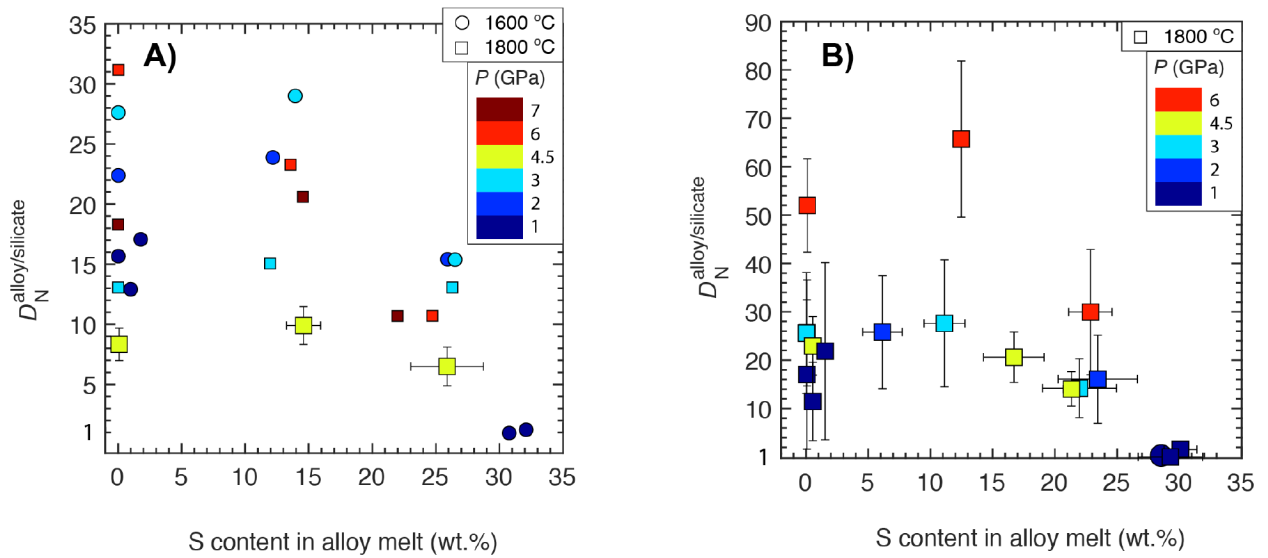 A)
1600 °C
1800 °C
P (GPa)
7
6
4.5
3
2
1
35
30
25
20
15
10
5
1
D_N^alloy/silicate
0 5 10 15 20 25 30 35
S content in alloy melt (wt.%)
B)
1800 °C
P (GPa)
6
4.5
3
2
1
90
80
70
60
50
40
30
20
10
1
D_N^alloy/silicate
0 5 10 15 20 25 30 35
S content in alloy melt (wt.%)